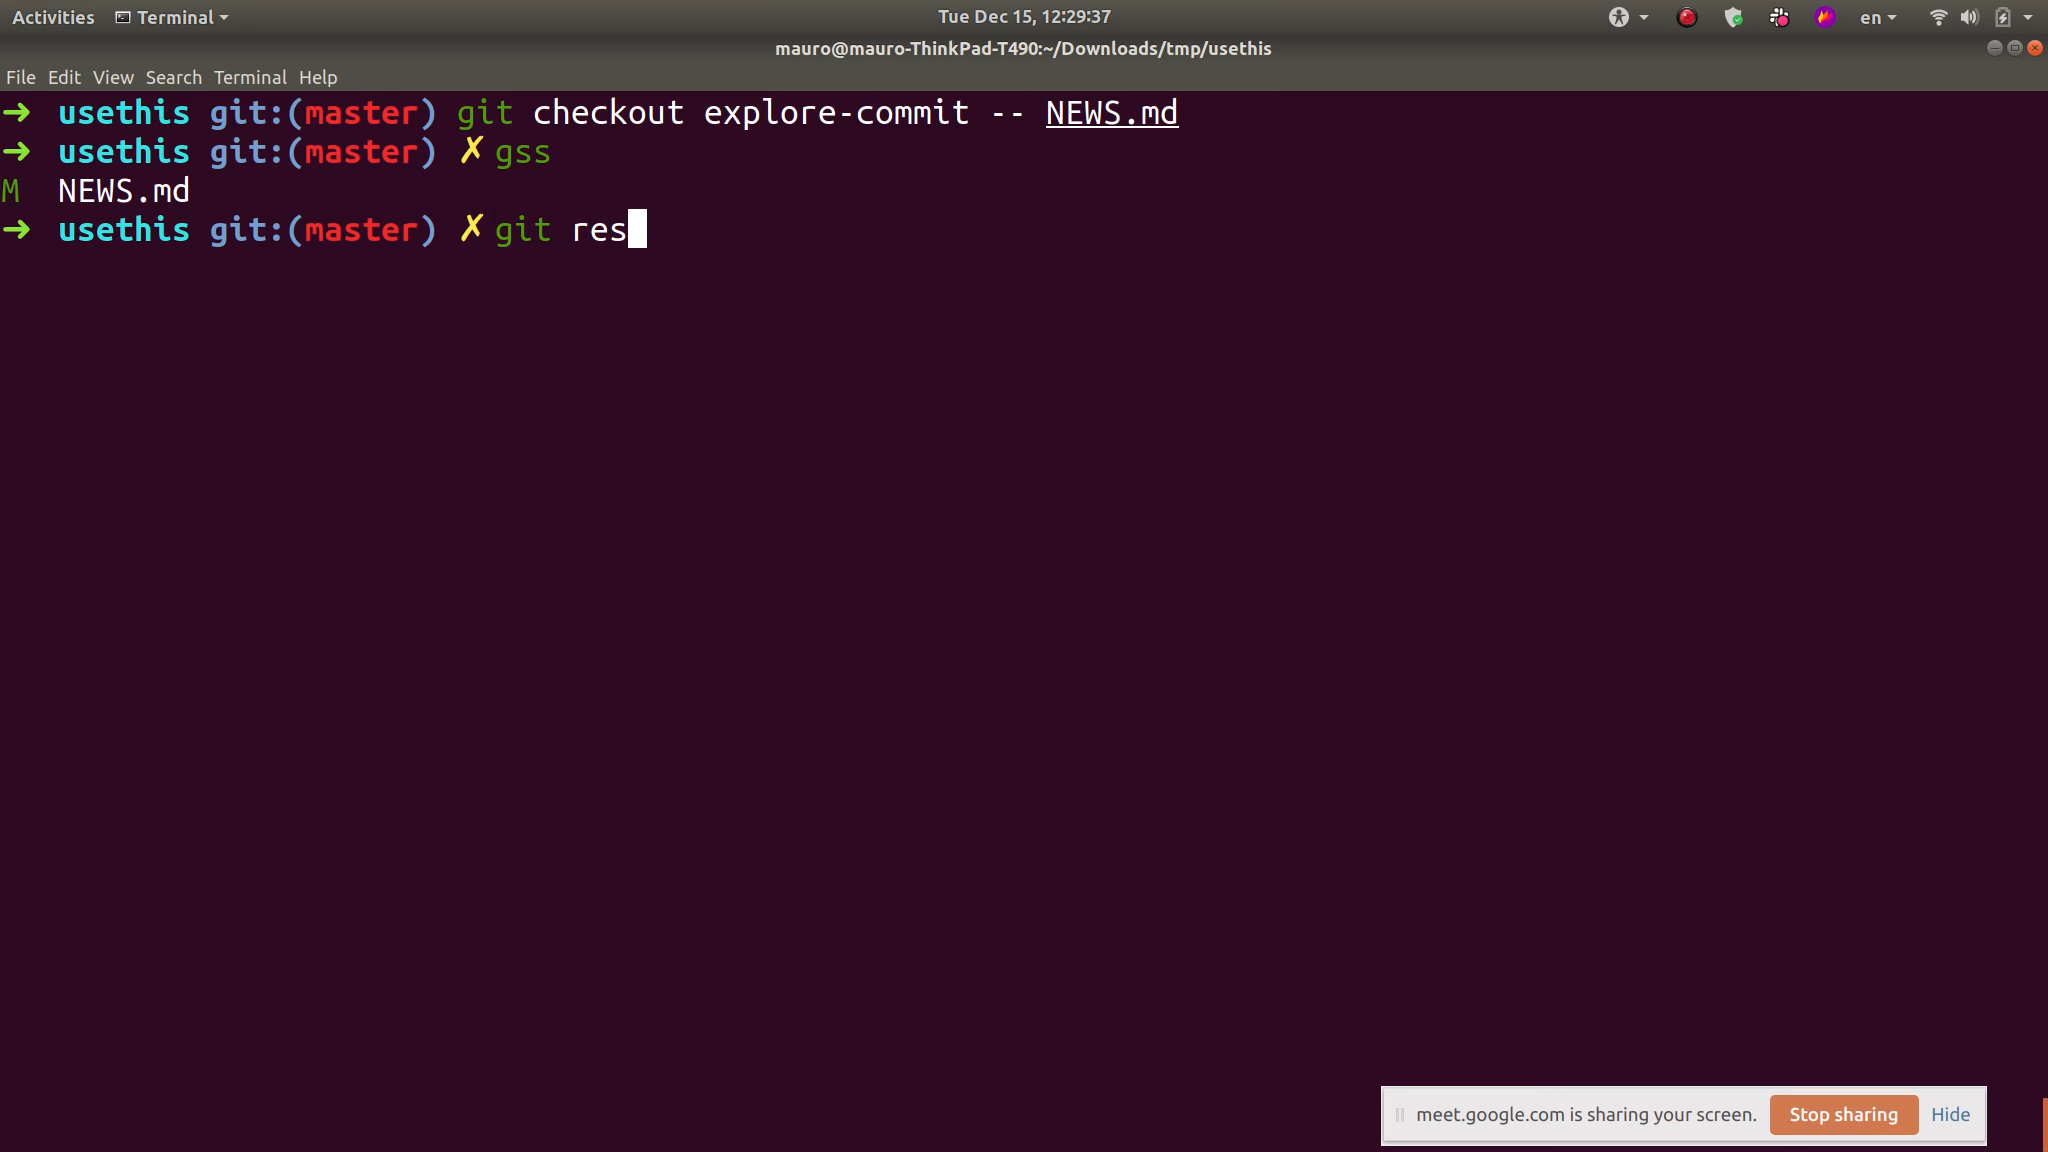 Activities Terminal Tue Dec 15, 12:29:37 en
mauro@mauro-ThinkPad-T490:~/Downloads/tmp/usethis
File Edit View Search Terminal Help
➜ usethis git:(master) git checkout explore-commit -- NEWS.md
➜ usethis git:(master) ✗ gss
M NEWS.md
➜ usethis git:(master) ✗ git res
meet.google.com is sharing your screen. Stop sharing Hide